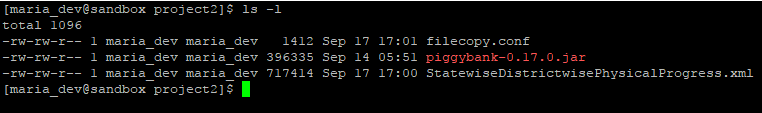 [maria_dev@sandbox project2]$ ls -l
total 1096
-rw-rw-r-- 1 maria_dev maria_dev   1412 Sep 17 17:01 filecopy.conf
-rw-rw-r-- 1 maria_dev maria_dev 396335 Sep 14 05:51 piggybank-0.17.0.jar
-rw-rw-r-- 1 maria_dev maria_dev 717414 Sep 17 17:00 StatewiseDistrictwisePhysicalProgress.xml
[maria_dev@sandbox project2]$